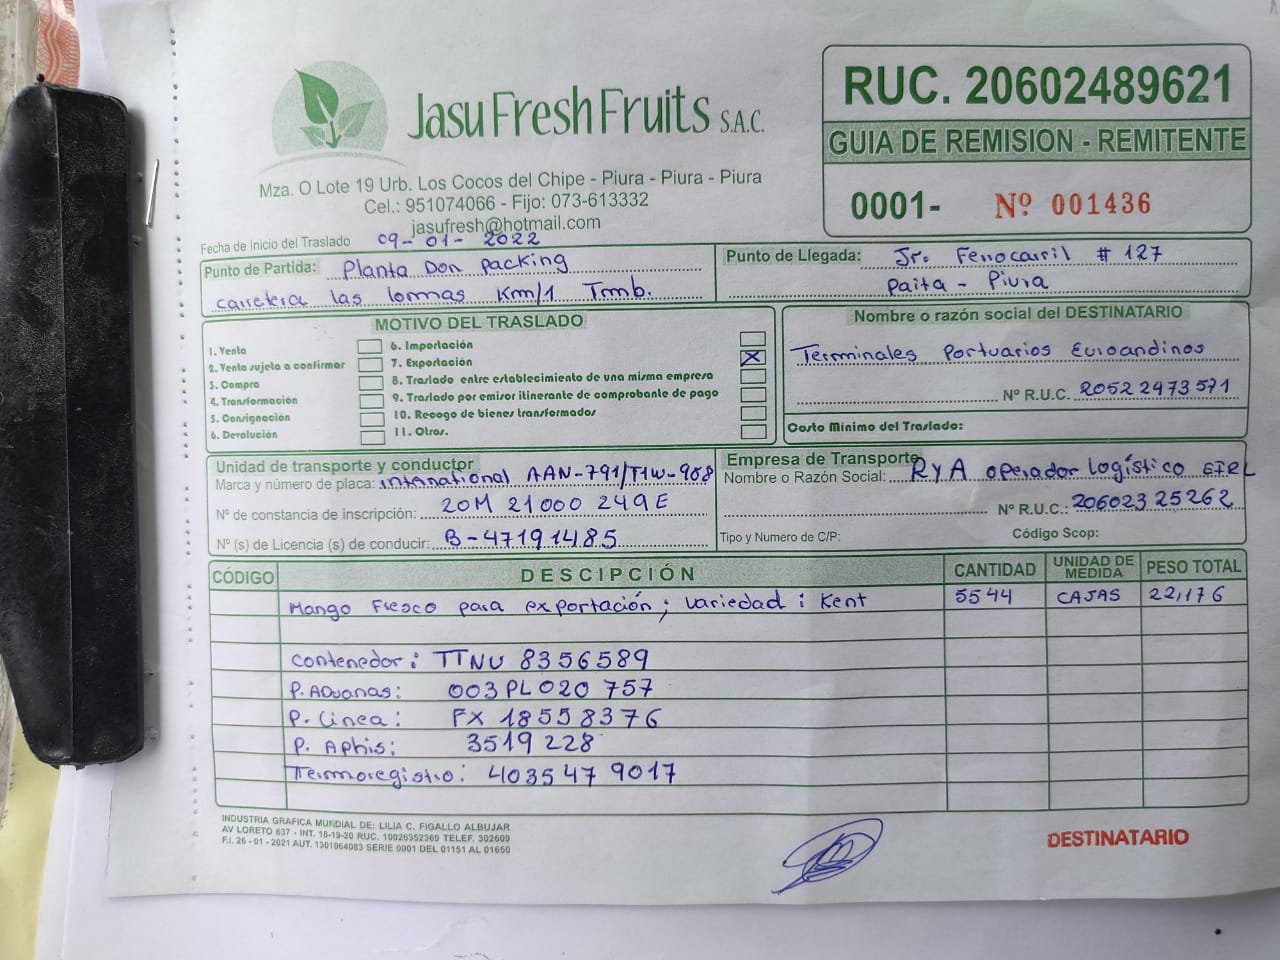 Jasu Fresh Fruits S.A.C.
Mza. O Lote 19 Urb. Los Cocos del Chipe - Piura - Piura - Piura
Cel.: 951074066 - Fijo: 073-613332
jasufresh@hotmail.com
RUC. 20602489621
GUIA DE REMISION - REMITENTE
0001- Nº 001436
Fecha de Inicio del Traslado 09-01-2022
Punto de Partida: Planta Don Packing
carretera las lomas Km/1 Tmb.
Punto de Llegada: Jr. Ferrocarril # 127
Paita - Piura
MOTIVO DEL TRASLADO
1. Venta
2. Venta sujeta a confirmar
3. Compra
4. Transformación
5. Consignación
6. Devolución
6. Importación
7. Exportación X
8. Traslado entre establecimiento de una misma empresa
9. Traslado por emisor itinerante de comprobante de pago
10. Recogo de bienes transformados
11. Otros.
Nombre o razón social del DESTINATARIO
Terminales Portuarios Euroandinos
Nº R.U.C. 20522473571
Costo Minimo del Traslado:
Unidad de transporte y conductor
Marca y número de placa: international AAN-791/T1W-988
Nº de constancia de inscripción: 20M 21000 249E
Nº (s) de Licencia (s) de conducir: B-47191485
Empresa de Transporte
Nombre o Razón Social: RyA operador logístico EIRL
Nº R.U.C.: 20602325262
Tipo y Numero de C/P: Código Scop:
CÓDIGO DESCIPCIÓN CANTIDAD UNIDAD DE MEDIDA PESO TOTAL
Mango Fresco para exportación; variedad: Kent 5544 CAJAS 22,176
contenedor: TTNU 8356589
P. Aduanas: 003PL020 757
P. Linea: FX 18558376
P. Aphis: 3519228
Termoregistro: 4035479017
INDUSTRIA GRAFICA MUNDIAL DE: LILIA C. FIGALLO ALBUJAR
AV LORETO 637 - INT. 18-19-20 RUC. 10026352369 TELEF. 302609
F.I. 26 - 01 - 2021 AUT. 1301064083 SERIE 0001 DEL 01151 AL 01650
DESTINATARIO